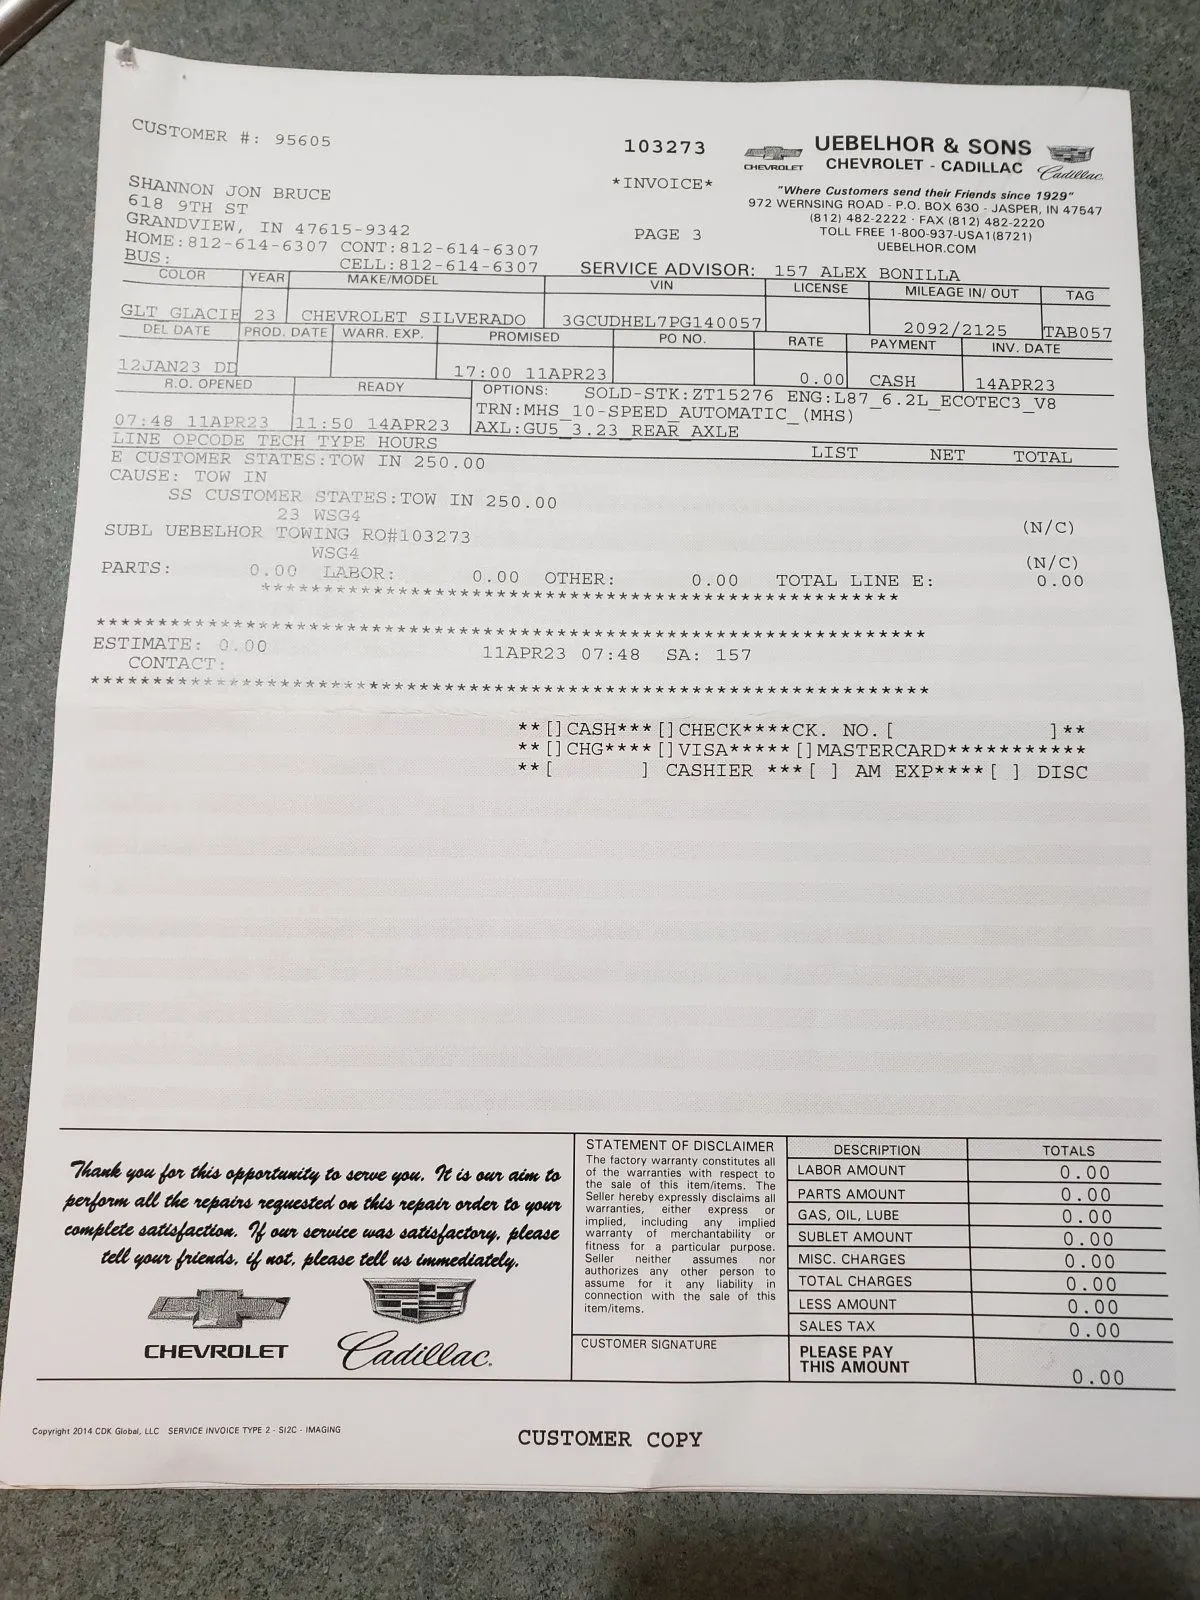 CUSTOMER #: 95605
103273
UEBELHOR & SONS
CHEVROLET - CADILLAC
CHEVROLET
Cadillac
*INVOICE*
"Where Customers send their Friends since 1929"
972 WERNSING ROAD - P.O. BOX 630 - JASPER, IN 47547
(812) 482-2222 · FAX (812) 482-2220
TOLL FREE 1-800-937-USA1(8721)
UEBELHOR.COM
SHANNON JON BRUCE
618 9TH ST
GRANDVIEW, IN 47615-9342
HOME:812-614-6307 CONT:812-614-6307
BUS: CELL:812-614-6307
PAGE 3
SERVICE ADVISOR: 157 ALEX BONILLA
COLOR YEAR MAKE/MODEL VIN LICENSE MILEAGE IN/ OUT TAG
GLT GLACIE 23 CHEVROLET SILVERADO 3GCUDHEL7PG140057 2092/2125 TAB057
DEL DATE PROD. DATE WARR. EXP. PROMISED PO NO. RATE PAYMENT INV. DATE
12JAN23 DD 17:00 11APR23 0.00 CASH 14APR23
R.O. OPENED READY OPTIONS: SOLD-STK:ZT15276 ENG:L87_6.2L_ECOTEC3_V8
TRN:MHS_10-SPEED_AUTOMATIC_(MHS)
07:48 11APR23 11:50 14APR23 AXL:GU5_3.23_REAR_AXLE
LINE OPCODE TECH TYPE HOURS LIST NET TOTAL
E CUSTOMER STATES:TOW IN 250.00
CAUSE: TOW IN
SS CUSTOMER STATES:TOW IN 250.00
23 WSG4 (N/C)
SUBL UEBELHOR TOWING RO#103273
WSG4 (N/C)
PARTS: 0.00 LABOR: 0.00 OTHER: 0.00 TOTAL LINE E: 0.00
****************************************************
*******************************************************************
ESTIMATE: 0.00 11APR23 07:48 SA: 157
CONTACT:
*******************************************************************
**[]CASH***[]CHECK****CK. NO.[ ]**
**[]CHG****[]VISA*****[]MASTERCARD***********
**[ ] CASHIER ***[ ] AM EXP****[ ] DISC
Thank you for this opportunity to serve you. It is our aim to
perform all the repairs requested on this repair order to your
complete satisfaction. If our service was satisfactory, please
tell your friends, if not, please tell us immediately.
CHEVROLET
Cadillac.
STATEMENT OF DISCLAIMER
The factory warranty constitutes all
of the warranties with respect to
the sale of this item/items. The
Seller hereby expressly disclaims all
warranties, either express or
implied, including any implied
warranty of merchantability or
fitness for a particular purpose.
Seller neither assumes nor
authorizes any other person to
assume for it any liability in
connection with the sale of this
item/items.
CUSTOMER SIGNATURE
DESCRIPTION TOTALS
LABOR AMOUNT 0.00
PARTS AMOUNT 0.00
GAS, OIL, LUBE 0.00
SUBLET AMOUNT 0.00
MISC. CHARGES 0.00
TOTAL CHARGES 0.00
LESS AMOUNT 0.00
SALES TAX 0.00
PLEASE PAY
THIS AMOUNT 0.00
Copyright 2014 CDK Global, LLC SERVICE INVOICE TYPE 2 - SI2C - IMAGING
CUSTOMER COPY